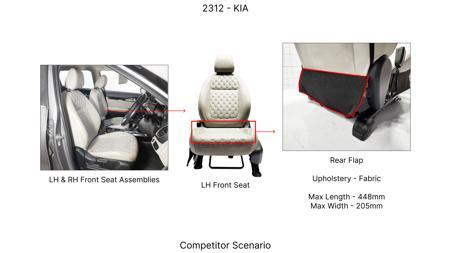 2312 - KIA
LH & RH Front Seat Assemblies
LH Front Seat
Rear Flap
Upholstery - Fabric
Max Length - 448mm
Max Width - 205mm
Competitor Scenario